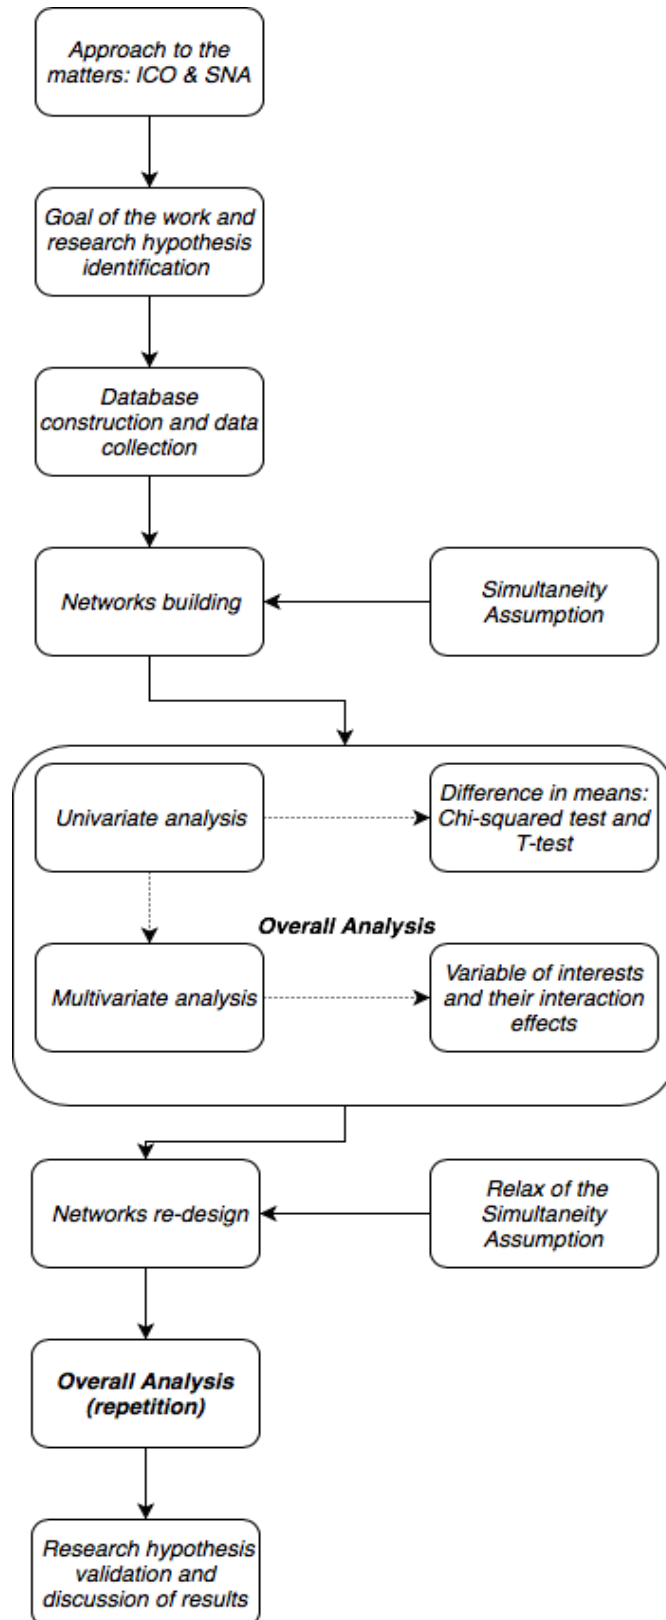 Approach to the
matters: ICO & SNA
Goal of the work and
research hypothesis
identification
Database
construction and data
collection
Networks building
Simultaneity
Assumption
Univariate analysis
Difference in means:
Chi-squared test and
T-test
Overall Analysis
Multivariate analysis
Variable of interests
and their interaction
effects
Networks re-design
Relax of the
Simultaneity
Assumption
Overall Analysis
(repetition)
Research hypothesis
validation and
discussion of results